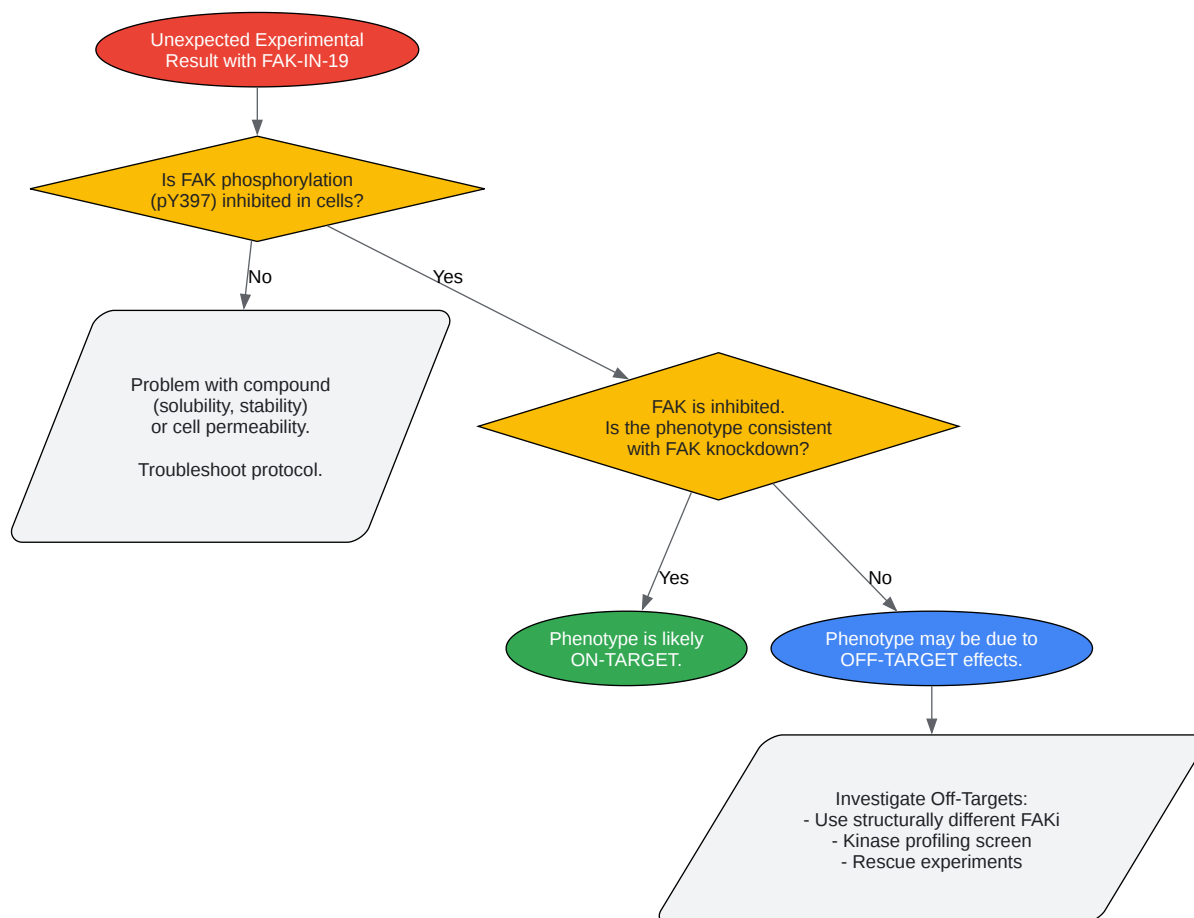 Unexpected Experimental
Result with FAK-IN-19
Is FAK phosphorylation
(pY397) inhibited in cells?
No
Yes
Problem with compound
(solubility, stability)
or cell permeability.
Troubleshoot protocol.
FAK is inhibited.
Is the phenotype consistent
with FAK knockdown?
Yes
No
Phenotype is likely
ON-TARGET.
Phenotype may be due to
OFF-TARGET effects.
Investigate Off-Targets:
- Use structurally different FAKi
- Kinase profiling screen
- Rescue experiments